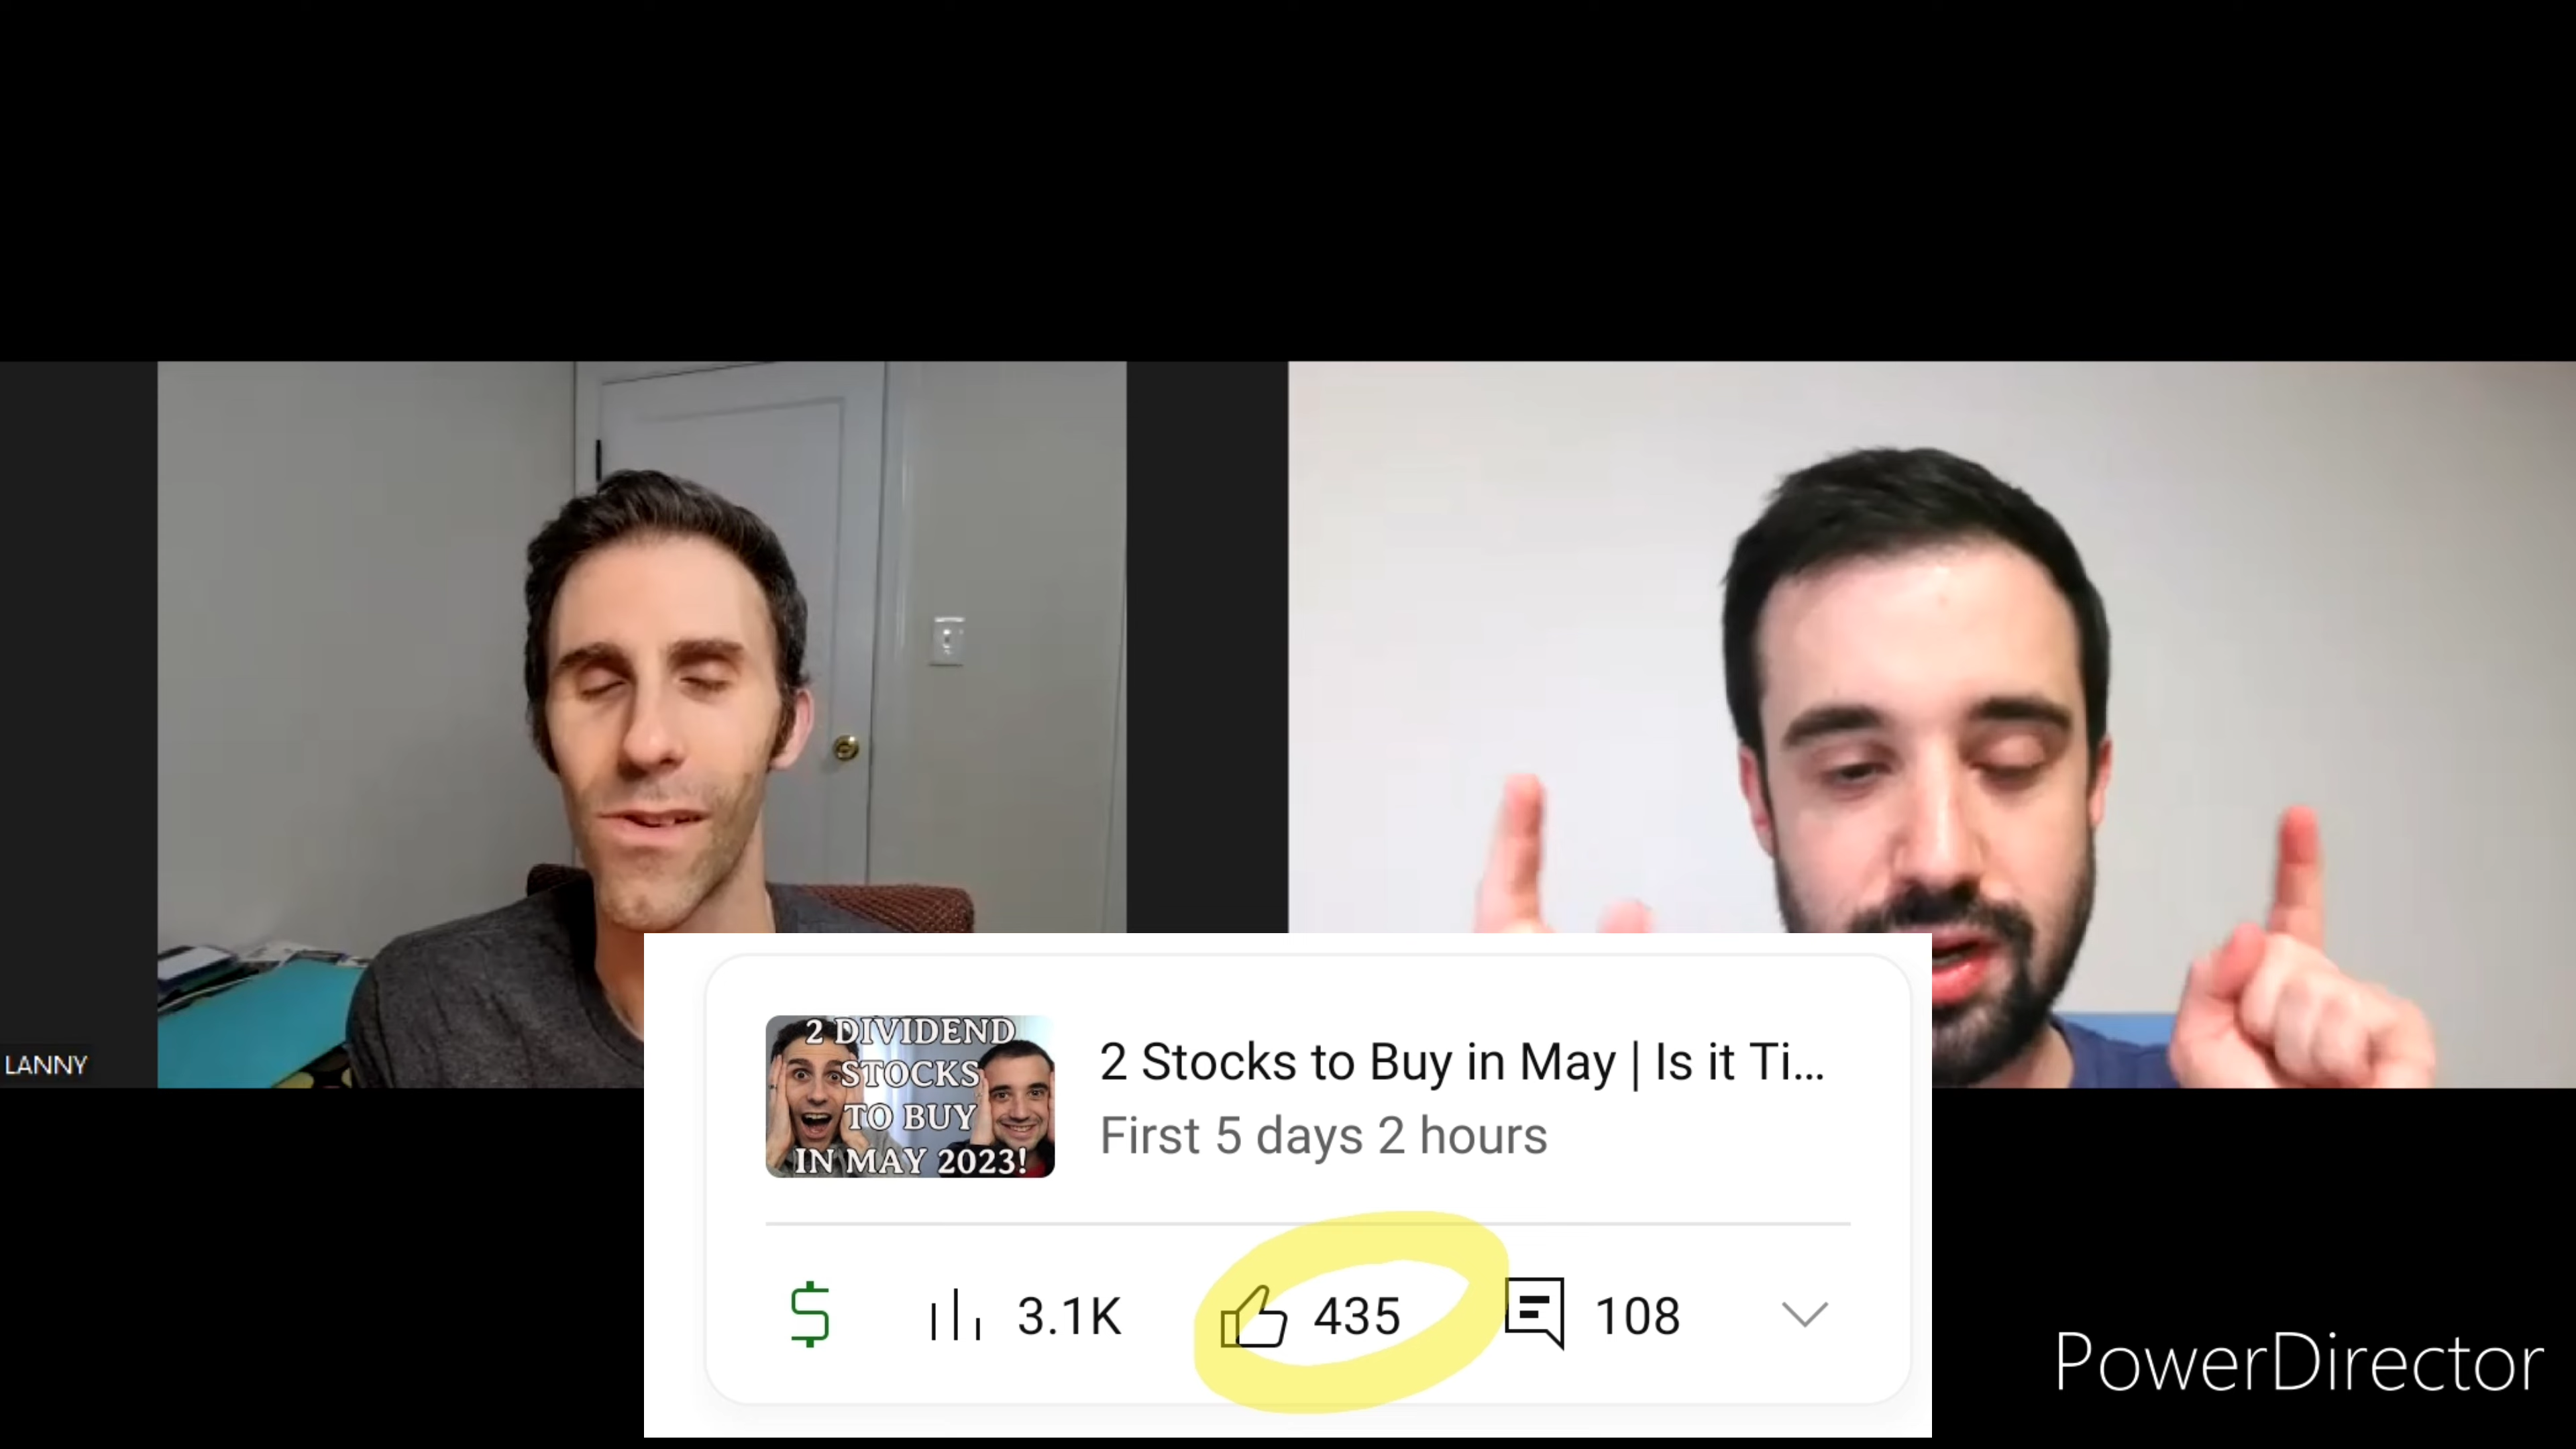 LANNY
2 DIVIDEND
STOCKS
TO BUY
IN MAY 2023!
2 Stocks to Buy in May | Is it Ti...
First 5 days 2 hours
3.1K
435
108
PowerDirector